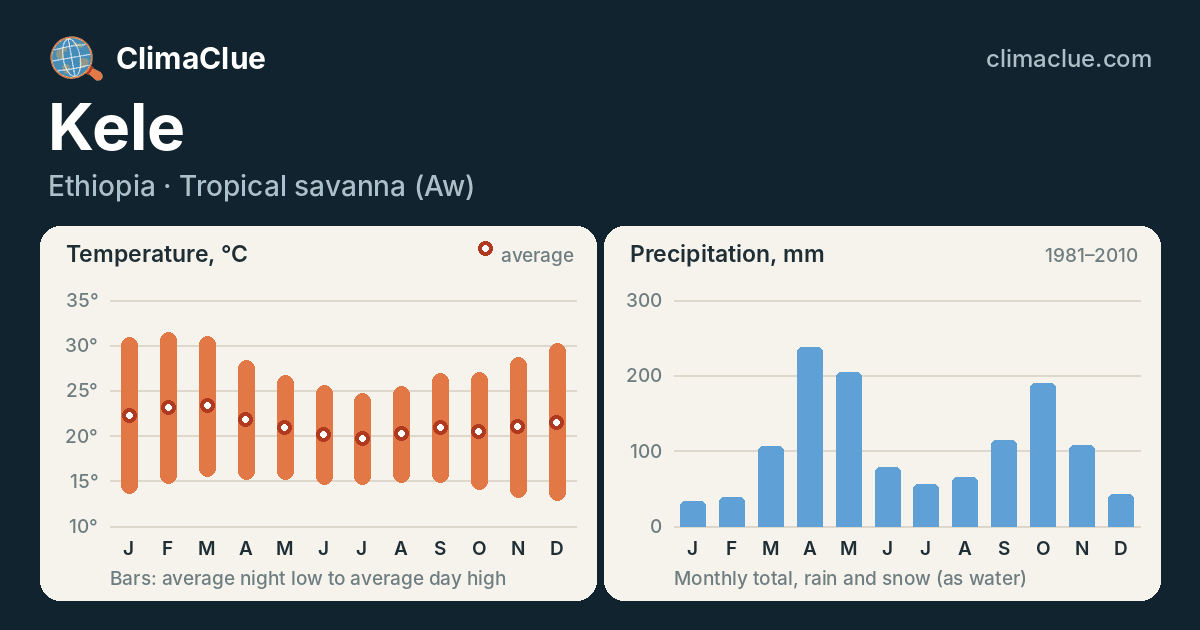 ClimaClue
climaclue.com
Kele
Ethiopia · Tropical savanna (Aw)
Temperature, °C
average
35°
30°
25°
20°
15°
10°
J F M A M J J A S O N D
Bars: average night low to average day high
Precipitation, mm
1981–2010
300
200
100
0
J F M A M J J A S O N D
Monthly total, rain and snow (as water)